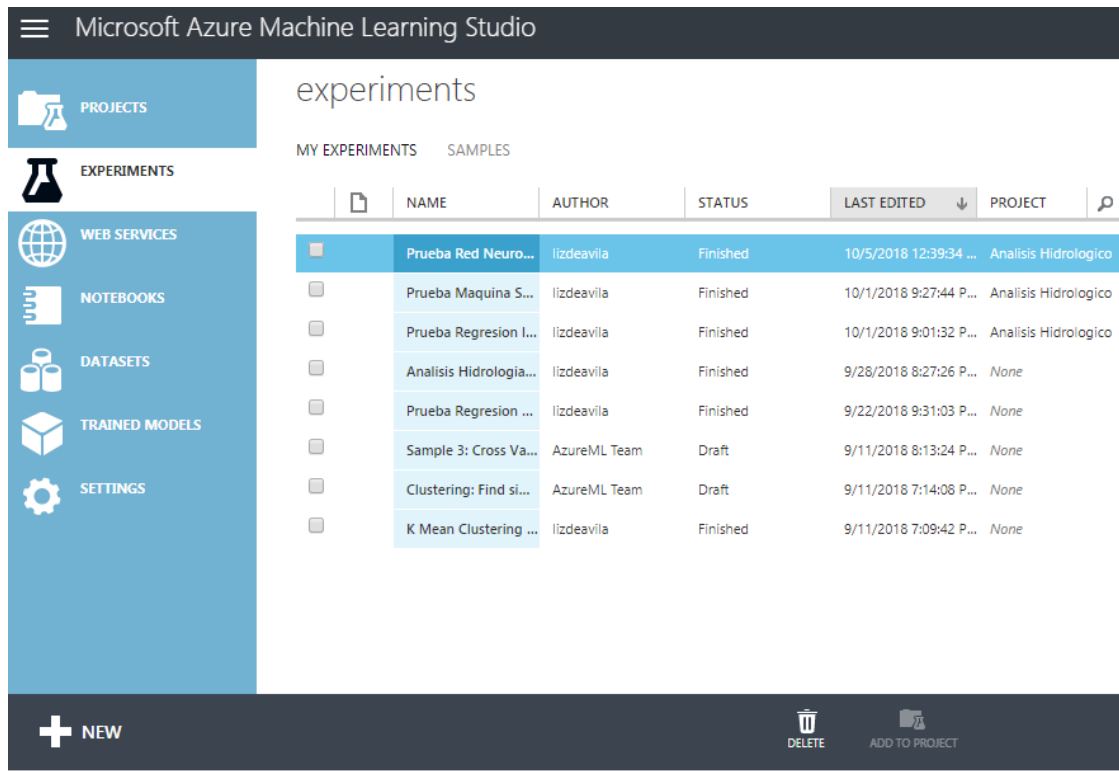 Microsoft Azure Machine Learning Studio
PROJECTS
EXPERIMENTS
WEB SERVICES
NOTEBOOKS
DATASETS
TRAINED MODELS
SETTINGS
experiments
MY EXPERIMENTS SAMPLES
NAME AUTHOR STATUS LAST EDITED PROJECT
Prueba Red Neuro... lizdeavila Finished 10/5/2018 12:39:34 ... Analisis Hidrologico
Prueba Maquina S... lizdeavila Finished 10/1/2018 9:27:44 P... Analisis Hidrologico
Prueba Regresion l... lizdeavila Finished 10/1/2018 9:01:32 P... Analisis Hidrologico
Analisis Hidrologia... lizdeavila Finished 9/28/2018 8:27:26 P... None
Prueba Regresion ... lizdeavila Finished 9/22/2018 9:31:03 P... None
Sample 3: Cross Va... AzureML Team Draft 9/11/2018 8:13:24 P... None
Clustering: Find si... AzureML Team Draft 9/11/2018 7:14:08 P... None
K Mean Clustering ... lizdeavila Finished 9/11/2018 7:09:42 P... None
NEW
DELETE
ADD TO PROJECT